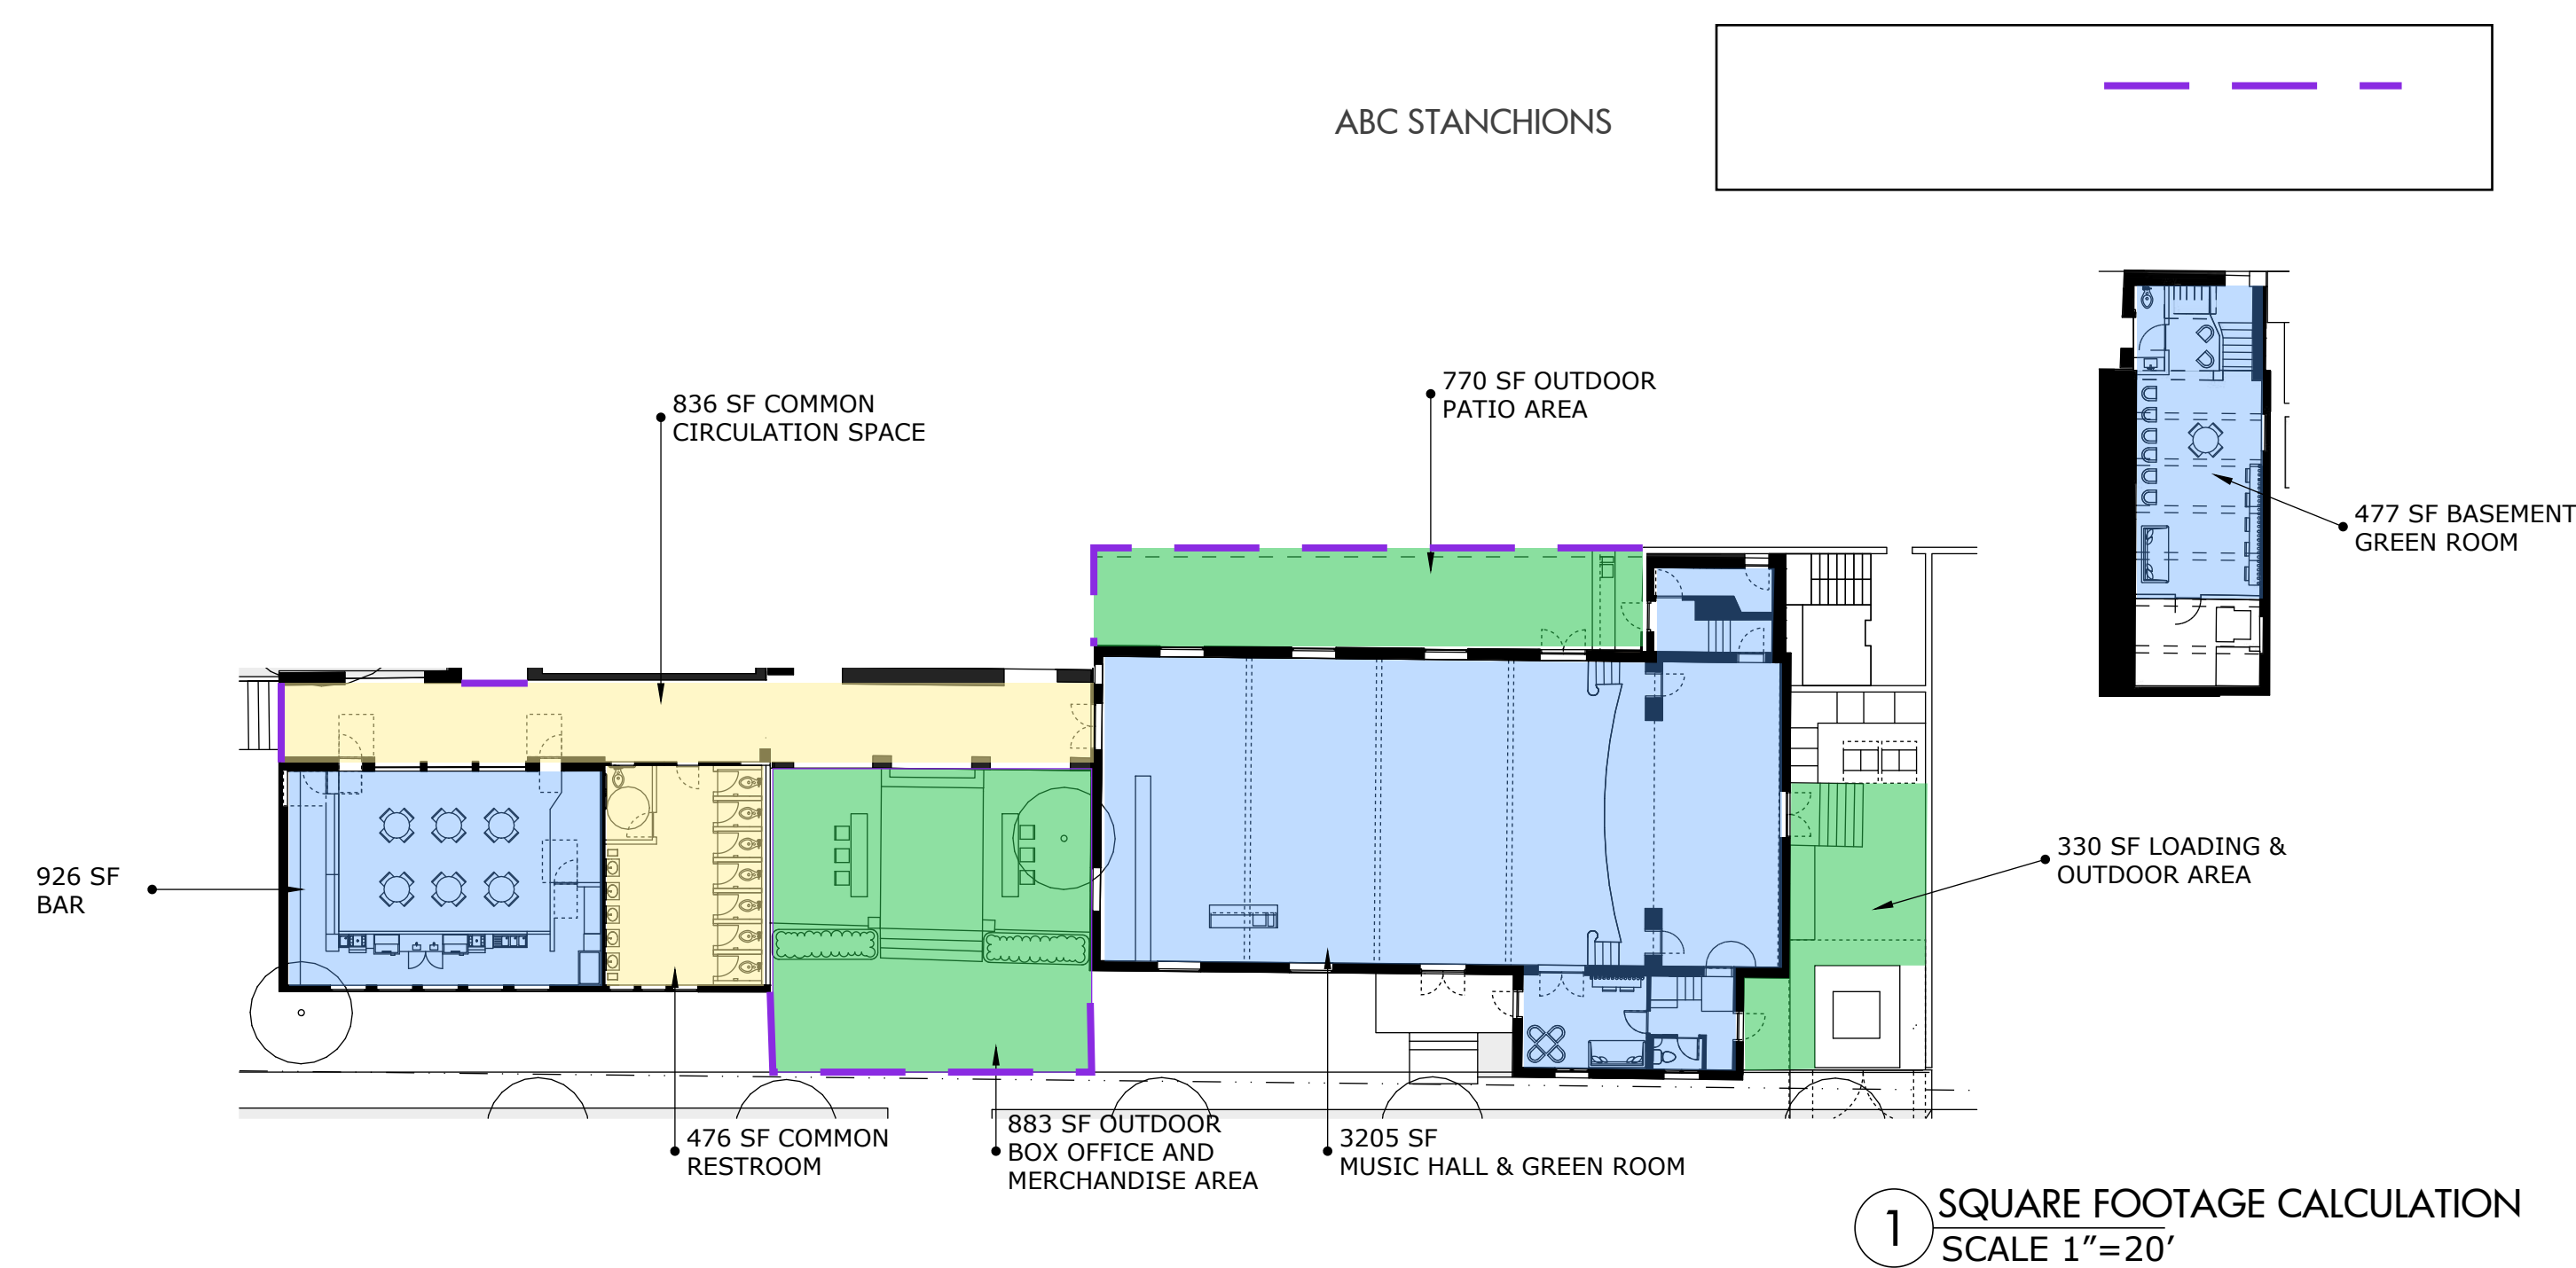 ABC STANCHIONS
836 SF COMMON
CIRCULATION SPACE
770 SF OUTDOOR
PATIO AREA
477 SF BASEMENT
GREEN ROOM
926 SF
BAR
330 SF LOADING &
OUTDOOR AREA
476 SF COMMON
RESTROOM
883 SF OUTDOOR
BOX OFFICE AND
MERCHANDISE AREA
3205 SF
MUSIC HALL & GREEN ROOM
1
SQUARE FOOTAGE CALCULATION
SCALE 1"=20'